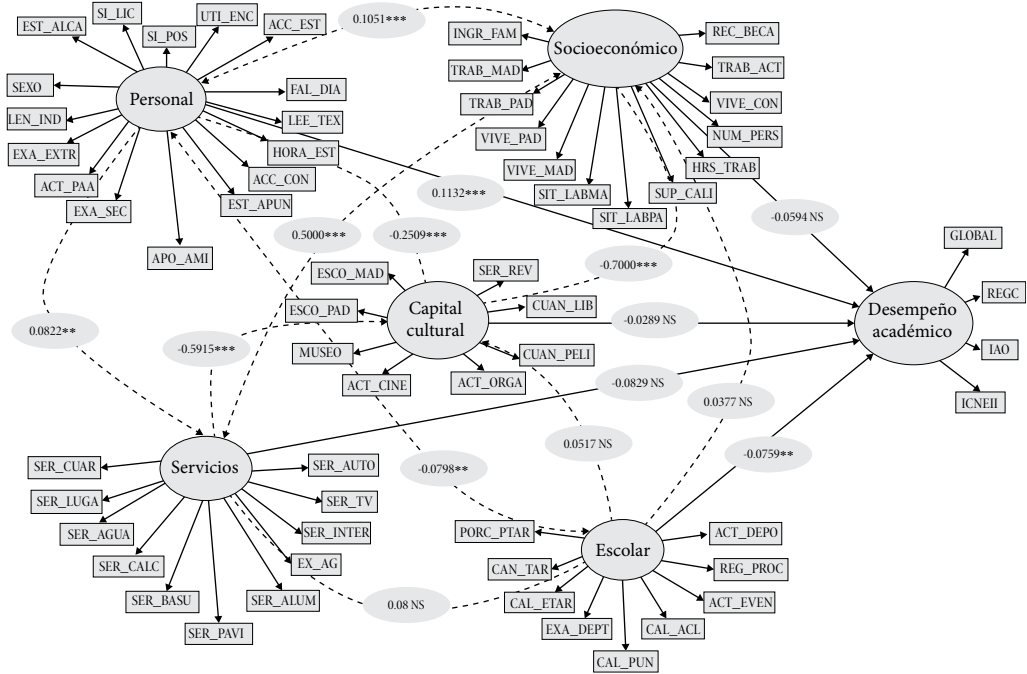 0.1051***
SI_LIC
UTI_ENC
EST_ALCA
ACC_EST
SI_POS
SEXO
Personal
FAL_DIA
LEN_IND
LEE_TEX
EXA_EXTR
HORA_EST
ACT_PAA
ACC_CON
EXA_SEC
EST_APUN
APO_AMI
INGR_FAM
REC_BECA
Socioeconómico
TRAB_MAD
TRAB_ACT
TRAB_PAD
VIVE_CON
VIVE_PAD
NUM_PERS
VIVE_MAD
HRS_TRAB
SIT_LABMA
SUP_CALI
SIT_LABPA
0.1132***
-0.0594 NS
0.5000***
-0.2509***
-0.7000***
GLOBAL
REGC
Desempeño
académico
IAO
ICNEII
ESCO_MAD
SER_REV
ESCO_PAD
CUAN_LIB
Capital
cultural
MUSEO
CUAN_PELI
ACT_CINE
ACT_ORGA
-0.0289 NS
0.0822**
-0.5915***
-0.0829 NS
0.0377 NS
0.0517 NS
-0.0759**
-0.0798**
SER_CUAR
Servicios
SER_AUTO
SER_LUGA
SER_TV
SER_AGUA
SER_INTER
SER_CALC
EX_AG
SER_BASU
SER_ALUM
SER_PAVI
0.08 NS
PORC_PTAR
ACT_DEPO
Escolar
CAN_TAR
REG_PROC
CAL_ETAR
ACT_EVEN
EXA_DEPT
CAL_ACL
CAL_PUN